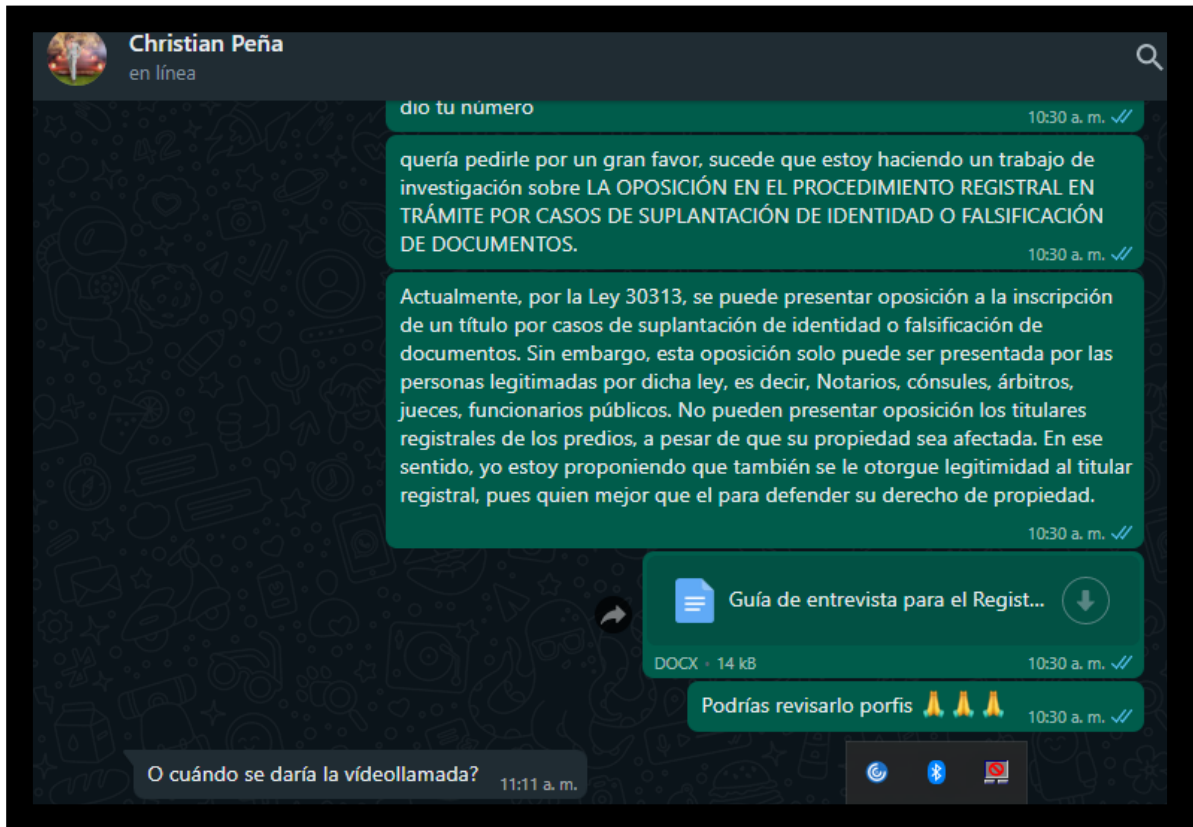 Christian Peña
en línea
dio tu número
10:30 a. m.
quería pedirle por un gran favor, sucede que estoy haciendo un trabajo de
investigación sobre LA OPOSICIÓN EN EL PROCEDIMIENTO REGISTRAL EN
TRÁMITE POR CASOS DE SUPLANTACIÓN DE IDENTIDAD O FALSIFICACIÓN
DE DOCUMENTOS.
10:30 a. m.
Actualmente, por la Ley 30313, se puede presentar oposición a la inscripción
de un título por casos de suplantación de identidad o falsificación de
documentos. Sin embargo, esta oposición solo puede ser presentada por las
personas legitimadas por dicha ley, es decir, Notarios, cónsules, árbitros,
jueces, funcionarios públicos. No pueden presentar oposición los titulares
registrales de los predios, a pesar de que su propiedad sea afectada. En ese
sentido, yo estoy proponiendo que también se le otorgue legitimidad al titular
registral, pues quien mejor que el para defender su derecho de propiedad.
10:30 a. m.
Guía de entrevista para el Regist...
DOCX • 14 kB
10:30 a. m.
Podrías revisarlo porfis 🙏 🙏 🙏
10:30 a. m.
O cuándo se daría la vídeollamada?
11:11 a. m.